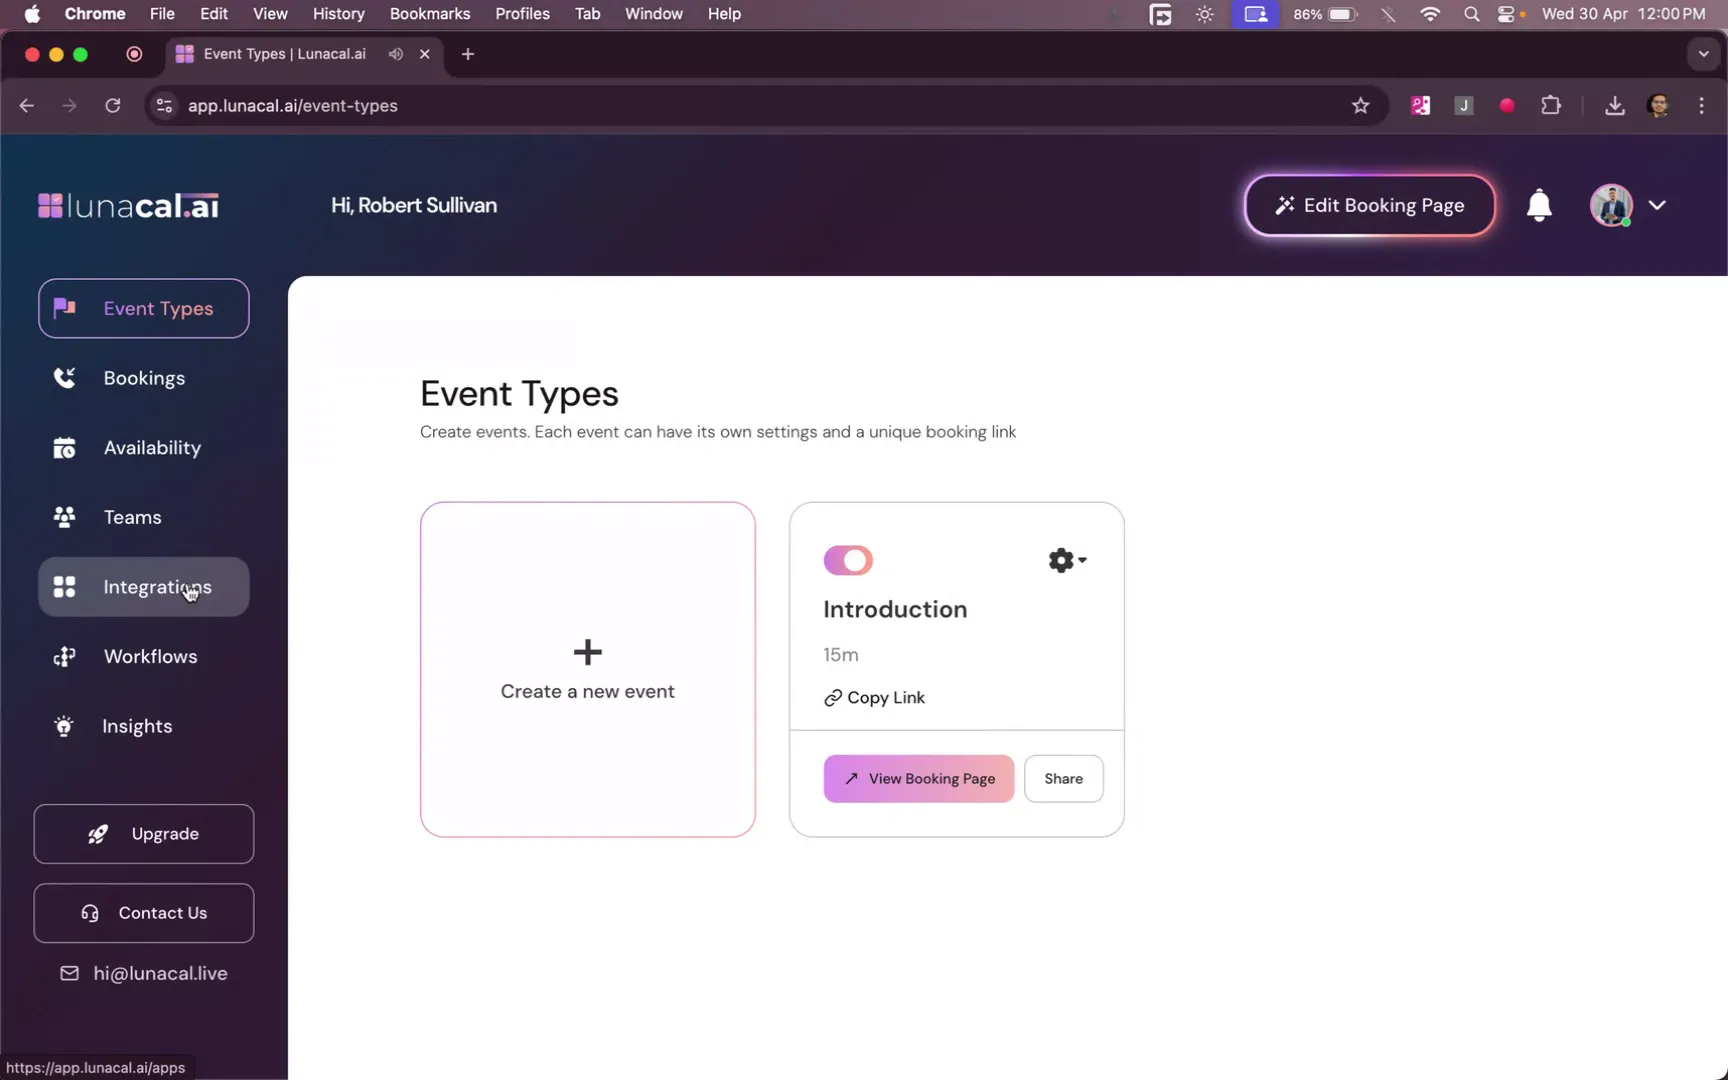 Chrome File Edit View History Bookmarks Profiles Tab Window Help 86% Wed 30 Apr 12:00 PM
Event Types | Lunacal.ai
app.lunacal.ai/event-types
J
lunacal.ai
Hi, Robert Sullivan
Edit Booking Page
Event Types
Bookings
Availability
Teams
Integrations
Workflows
Insights
Upgrade
Contact Us
hi@lunacal.live
Event Types
Create events. Each event can have its own settings and a unique booking link
Create a new event
Introduction
15m
Copy Link
View Booking Page
Share
https://app.lunacal.ai/apps